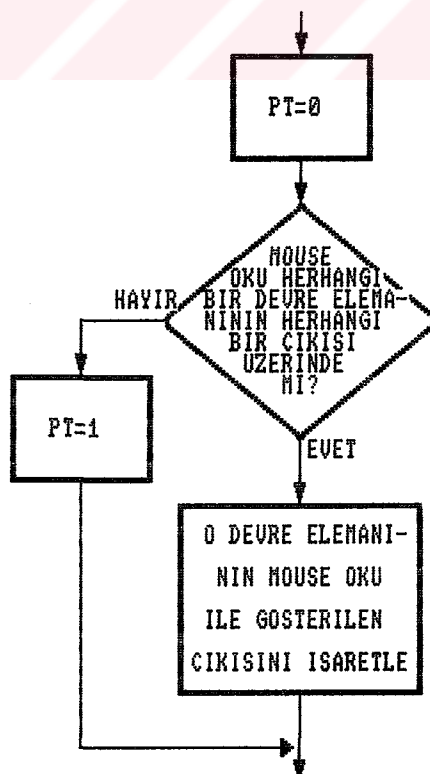 PT=0
MOUSE
OKU HERHANGI
HAYIR
BIR DEVRE ELEMA-
NININ HERHANGI
BIR CIKISI
UZERINDE
MI?
PT=1
EVET
O DEVRE ELEMANI-
NIN MOUSE OKU
ILE GOSTERILEN
CIKISINI ISARETLE